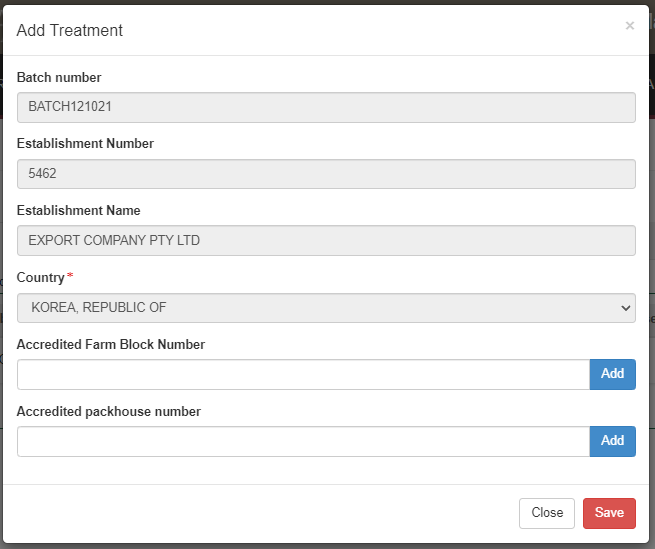 Add Treatment
×
Batch number
BATCH121021
Establishment Number
5462
Establishment Name
EXPORT COMPANY PTY LTD
Country*
KOREA, REPUBLIC OF
Accredited Farm Block Number
Add
Accredited packhouse number
Add
Close Save